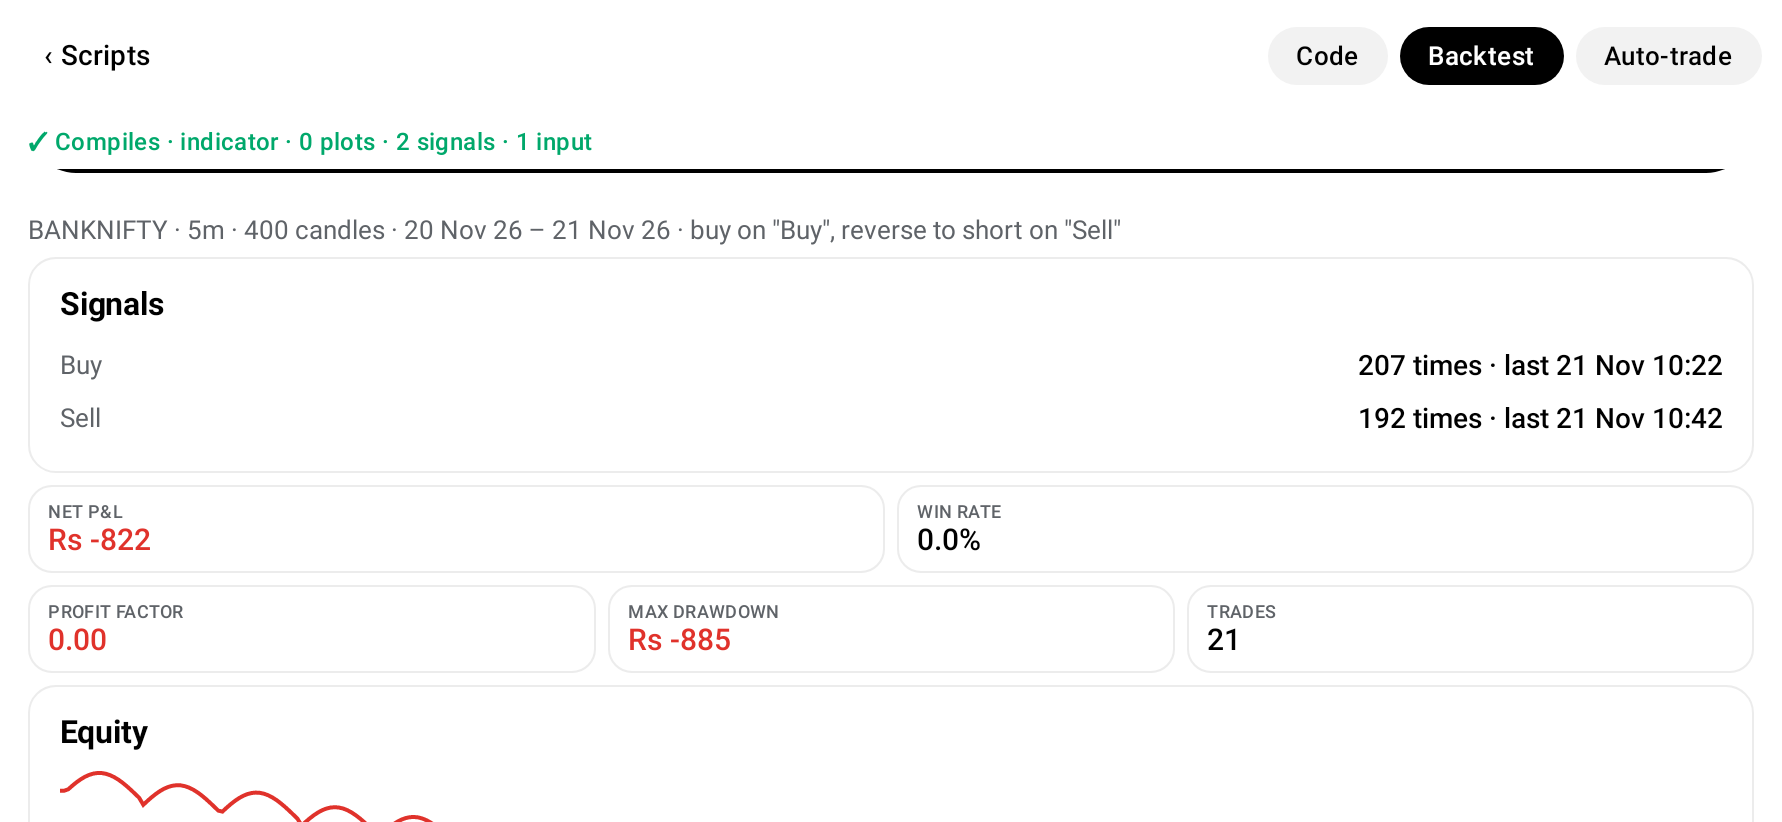 ‹ Scripts
Code
Backtest
Auto-trade
✓ Compiles · indicator · 0 plots · 2 signals · 1 input
BANKNIFTY · 5m · 400 candles · 20 Nov 26 – 21 Nov 26 · buy on "Buy", reverse to short on "Sell"
Signals
Buy 207 times · last 21 Nov 10:22
Sell 192 times · last 21 Nov 10:42
NET P&L
Rs -822
WIN RATE
0.0%
PROFIT FACTOR
0.00
MAX DRAWDOWN
Rs -885
TRADES
21
Equity